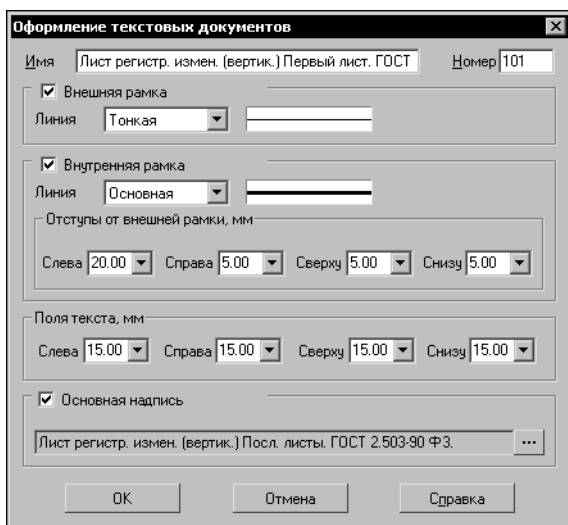 Оформление текстовых документов
Имя Лист регистр. измен. (вертик.) Первый лист. ГОСТ Номер 101
Внешняя рамка
Линия Тонкая
Внутренняя рамка
Линия Основная
Отступы от внешней рамки, мм
Слева 20.00 Справа 5.00 Сверху 5.00 Снизу 5.00
Поля текста, мм
Слева 15.00 Справа 15.00 Сверху 15.00 Снизу 15.00
Основная надпись
Лист регистр. измен. (вертик.) Посл. листы. ГОСТ 2.503-90 Ф3. ...
OK Отмена Справка